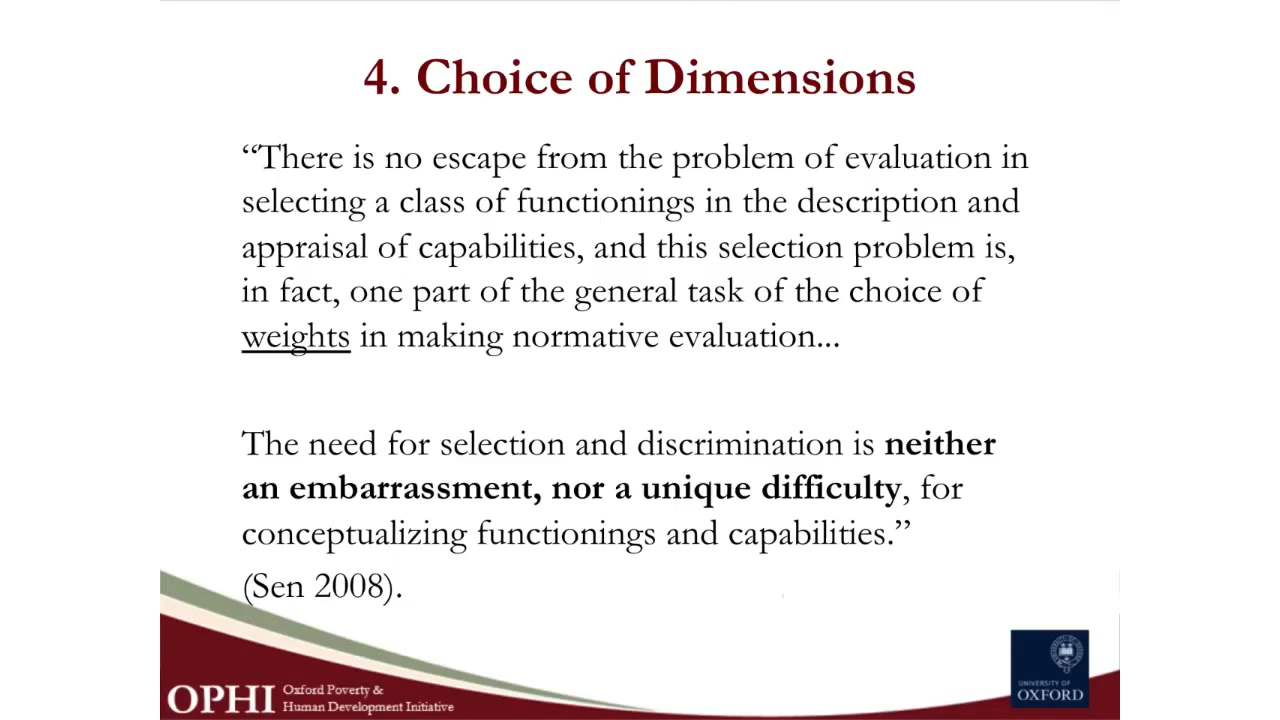 4. Choice of Dimensions
“There is no escape from the problem of evaluation in
selecting a class of functionings in the description and
appraisal of capabilities, and this selection problem is,
in fact, one part of the general task of the choice of
weights in making normative evaluation...
The need for selection and discrimination is neither
an embarrassment, nor a unique difficulty, for
conceptualizing functionings and capabilities.”
(Sen 2008).
OPHI
Oxford Poverty &
Human Development Initiative
UNIVERSITY OF
OXFORD